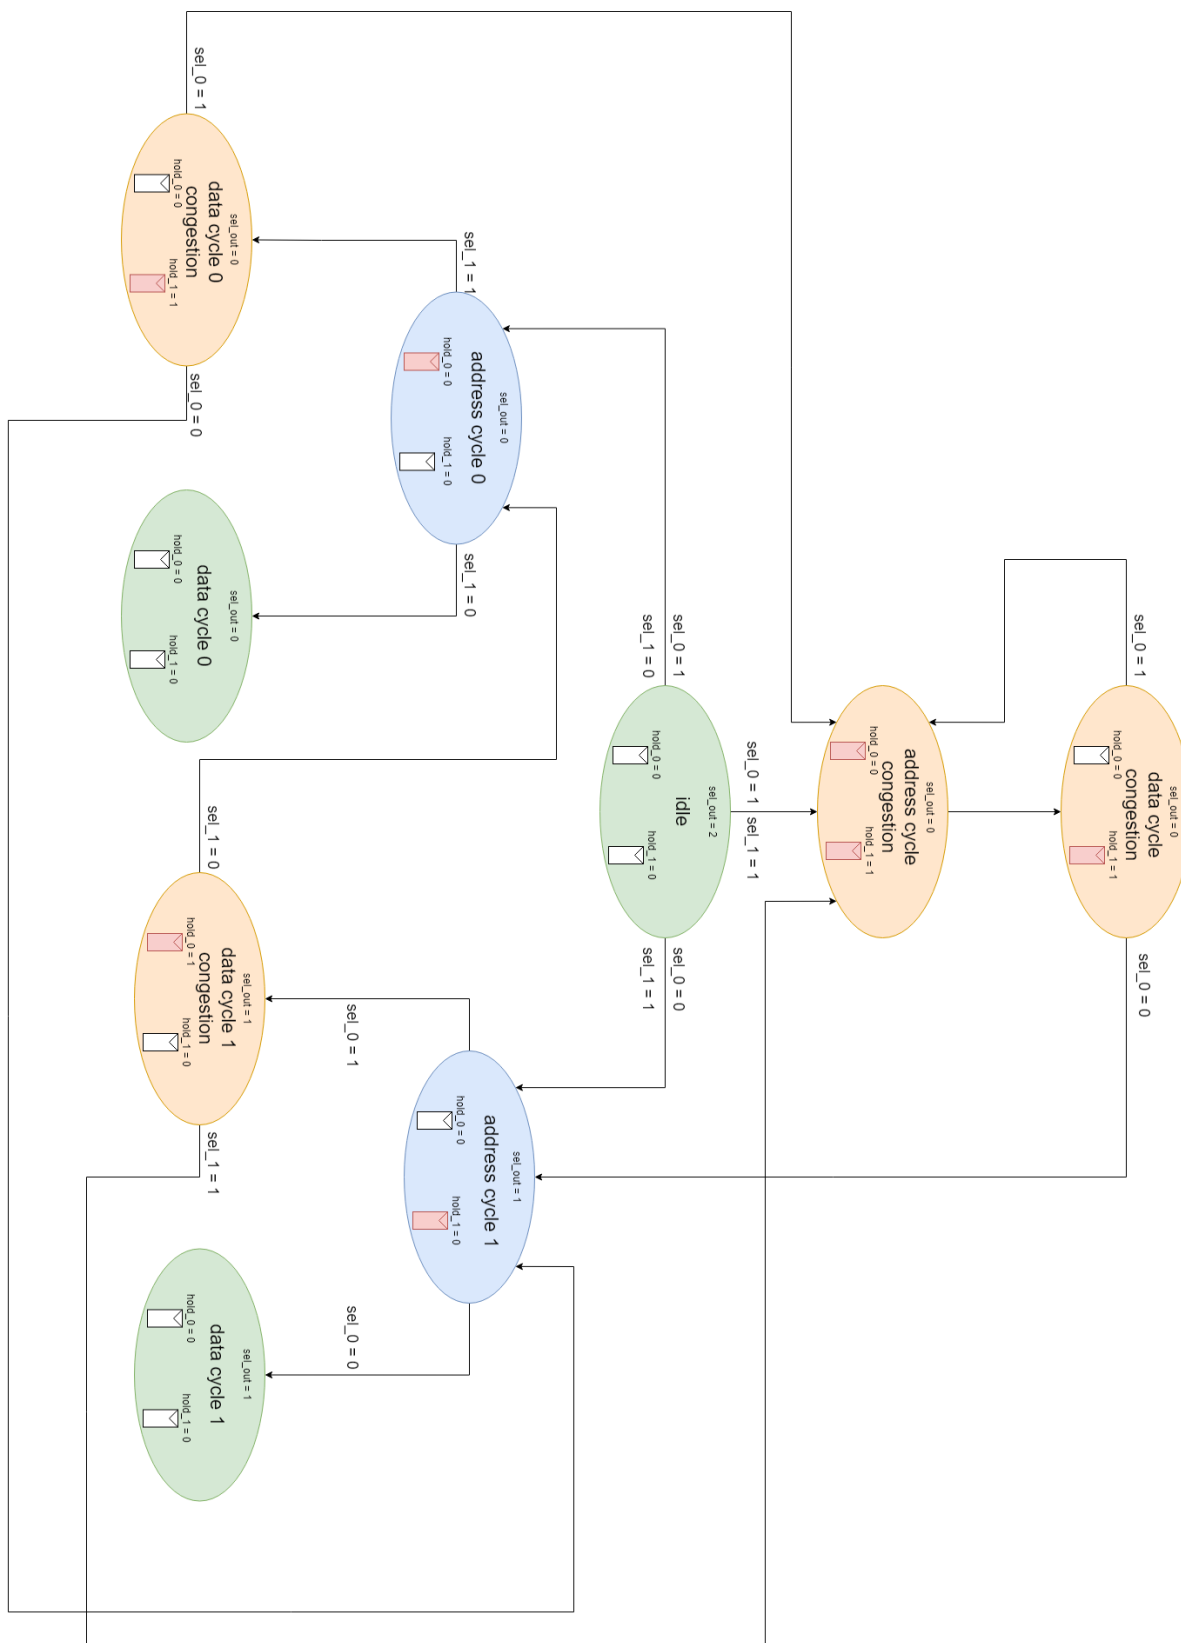 sel_0 = 1
sel_out = 0
data cycle
congestion
hold_0 = 0
hold_1 = 1
sel_0 = 0
sel_out = 0
address cycle
congestion
hold_0 = 0
hold_1 = 1
sel_0 = 1
sel_1 = 1
sel_0 = 1
sel_1 = 0
sel_out = 2
idle
hold_0 = 0
hold_1 = 0
sel_0 = 0
sel_1 = 1
sel_1 = 1
sel_out = 0
address cycle 0
hold_0 = 0
hold_1 = 0
sel_1 = 0
sel_out = 1
address cycle 1
hold_0 = 0
hold_1 = 0
sel_0 = 1
sel_0 = 0
sel_0 = 1
sel_out = 0
data cycle 0
congestion
hold_0 = 0
hold_1 = 1
sel_0 = 0
sel_out = 0
data cycle 0
hold_0 = 0
hold_1 = 0
sel_1 = 0
sel_out = 1
data cycle 1
congestion
hold_0 = 1
hold_1 = 0
sel_1 = 1
sel_out = 1
data cycle 1
hold_0 = 0
hold_1 = 0